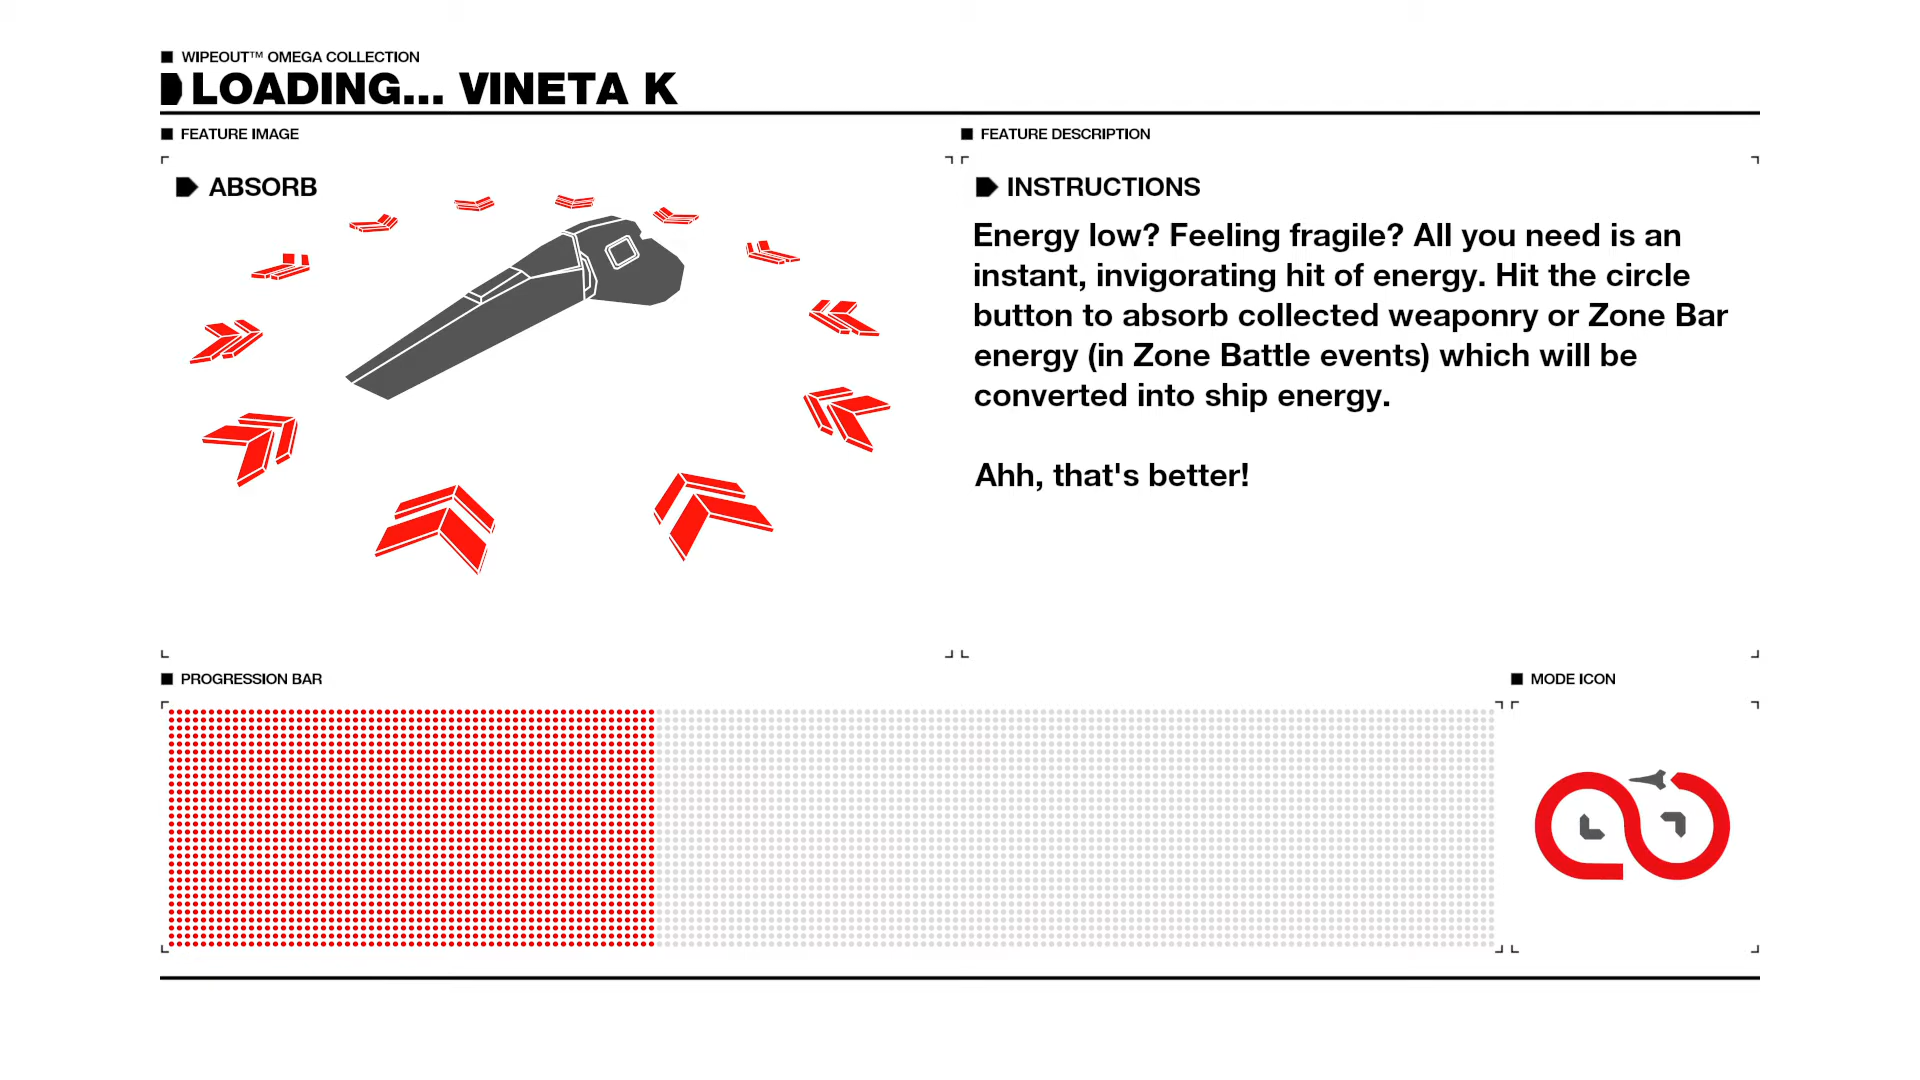 WIPEOUT™ OMEGA COLLECTION
LOADING... VINETA K
FEATURE IMAGE
ABSORB
FEATURE DESCRIPTION
INSTRUCTIONS
Energy low? Feeling fragile? All you need is an
instant, invigorating hit of energy. Hit the circle
button to absorb collected weaponry or Zone Bar
energy (in Zone Battle events) which will be
converted into ship energy.
Ahh, that's better!
PROGRESSION BAR
MODE ICON